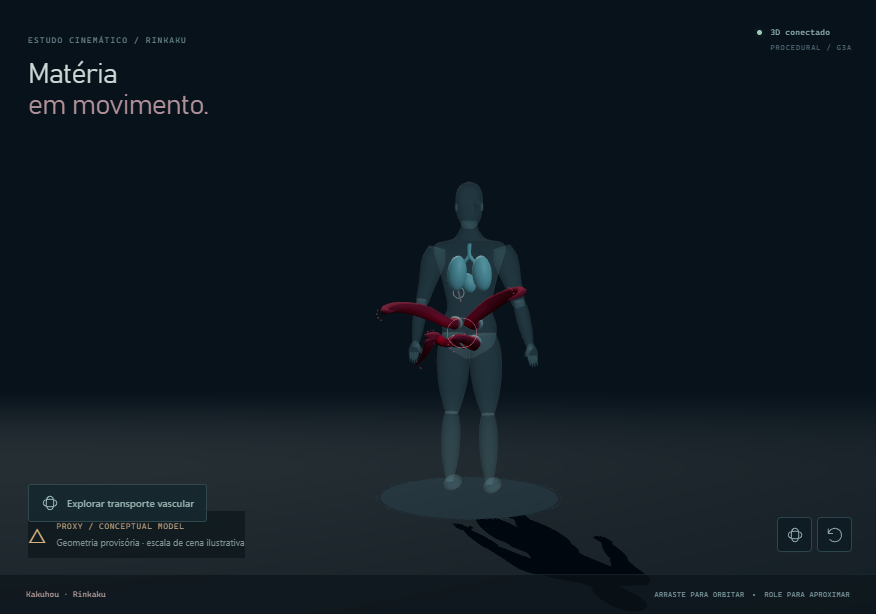 ESTUDO CINEMÁTICO / RINKAKU
Matéria
em movimento.
3D conectado
PROCEDURAL / G3A
Explorar transporte vascular
PROXY / CONCEPTUAL MODEL
Geometria provisória · escala de cena ilustrativa
Kakuhou · Rinkaku
ARRASTE PARA ORBITAR • ROLE PARA APROXIMAR